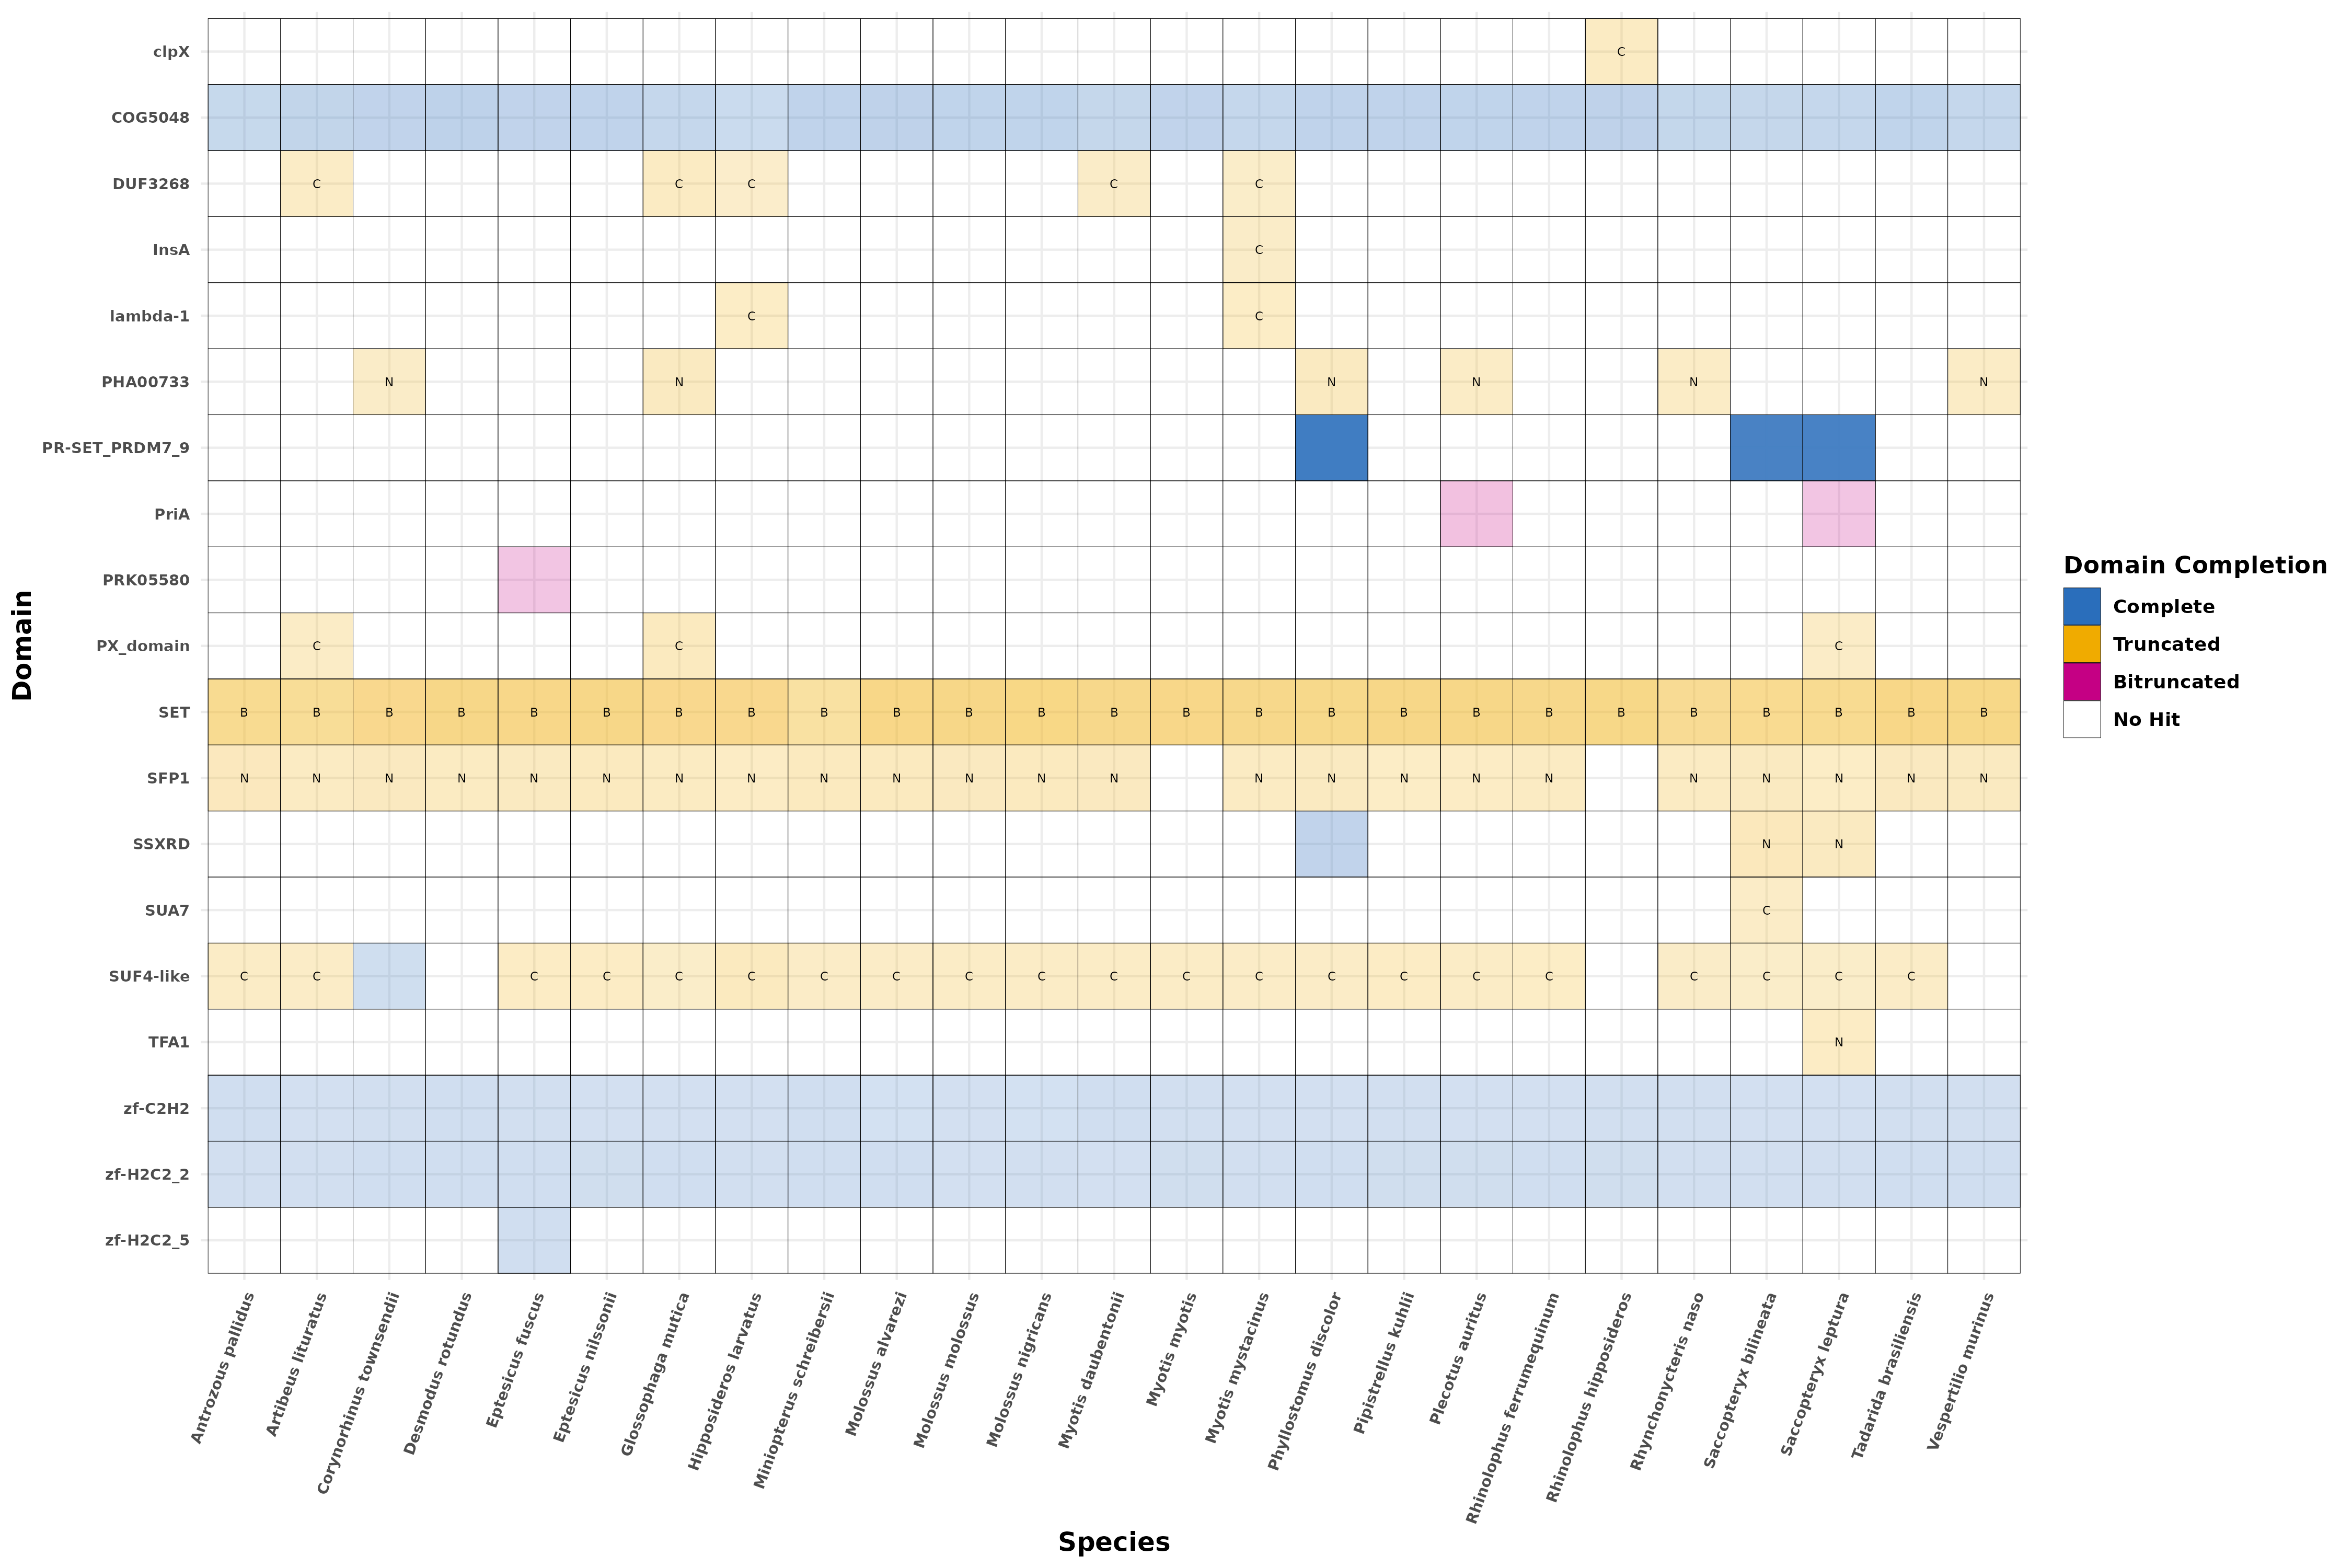 clpX C
COG5048
DUF3268 C C C C C
InsA C
lambda-1 C C
PHA00733 N N N N N N
PR-SET_PRDM7_9
PriA
PRK05580
PX_domain C C C
SET B B B B B B B B B B B B B B B B B B B B B B B B B
SFP1 N N N N N N N N N N N N N N N N N N N N N N N
SSXRD N N
SUA7 C
SUF4-like C C C C C C C C C C C C C C C C C C C C C
TFA1 N
zf-C2H2
zf-H2C2_2
zf-H2C2_5
Domain
Antrozous pallidus
Artibeus lituratus
Corynorhinus townsendii
Desmodus rotundus
Eptesicus fuscus
Eptesicus nilssonii
Glossophaga mutica
Hipposideros larvatus
Miniopterus schreibersii
Molossus alvarezi
Molossus molossus
Molossus nigricans
Myotis daubentonii
Myotis myotis
Myotis mystacinus
Phyllostomus discolor
Pipistrellus kuhlii
Plecotus auritus
Rhinolophus ferrumequinum
Rhinolophus hipposideros
Rhynchonycteris naso
Saccopteryx bilineata
Saccopteryx leptura
Tadarida brasiliensis
Vespertilio murinus
Species
Domain Completion
Complete
Truncated
Bitruncated
No Hit